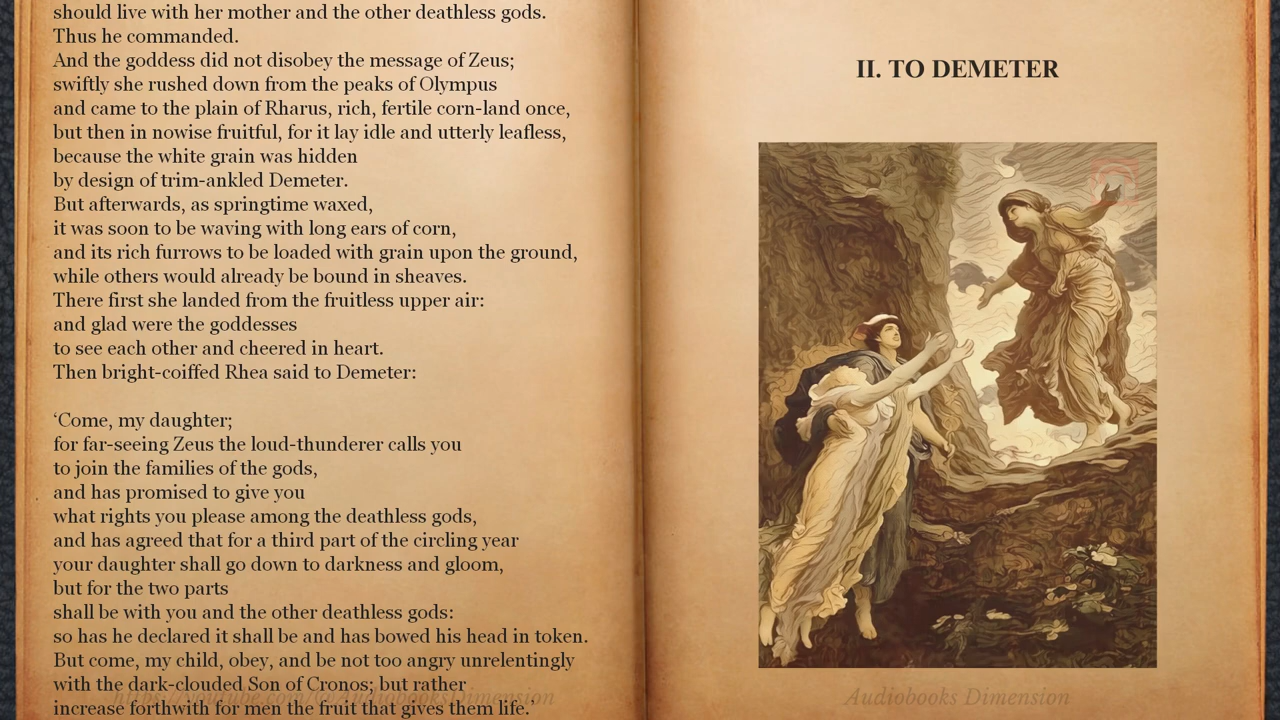 should live with her mother and the other deathless gods.
Thus he commanded.
And the goddess did not disobey the message of Zeus;
swiftly she rushed down from the peaks of Olympus
and came to the plain of Rharus, rich, fertile corn-land once,
but then in nowise fruitful, for it lay idle and utterly leafless,
because the white grain was hidden
by design of trim-ankled Demeter.
But afterwards, as springtime waxed,
it was soon to be waving with long ears of corn,
and its rich furrows to be loaded with grain upon the ground,
while others would already be bound in sheaves.
There first she landed from the fruitless upper air:
and glad were the goddesses
to see each other and cheered in heart.
Then bright-coiffed Rhea said to Demeter:
‘Come, my daughter;
for far-seeing Zeus the loud-thunderer calls you
to join the families of the gods,
and has promised to give you
what rights you please among the deathless gods,
and has agreed that for a third part of the circling year
your daughter shall go down to darkness and gloom,
but for the two parts
shall be with you and the other deathless gods:
so has he declared it shall be and has bowed his head in token.
But come, my child, obey, and be not too angry unrelentingly
with the dark-clouded Son of Cronos; but rather
increase forthwith for men the fruit that gives them life.’
II. TO DEMETER
Audiobooks Dimension